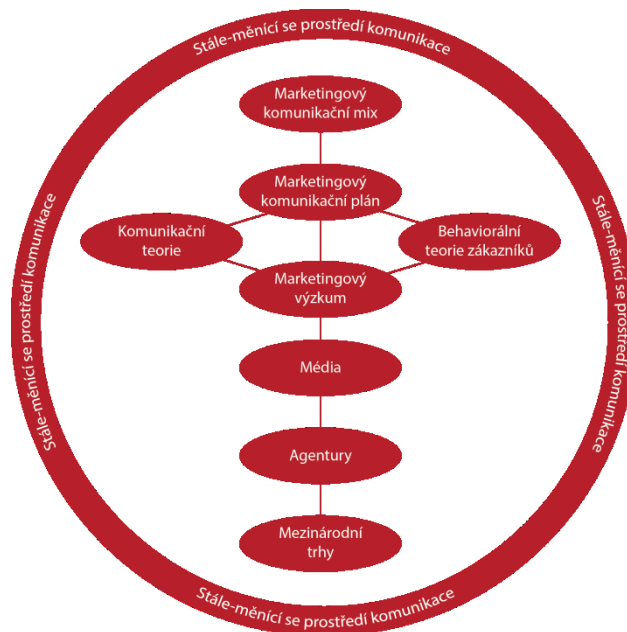 Stále-měnící se prostředí komunikace
Marketingový
komunikační mix
Marketingový
komunikační plán
Stále-měnící se prostředí komunikace
Stále-měnící se prostředí komunikace
Komunikační
teorie
Behaviorální
teorie zákazníků
Marketingový
výzkum
Média
Agentury
Mezinárodní
trhy
Stále-měnící se prostředí komunikace